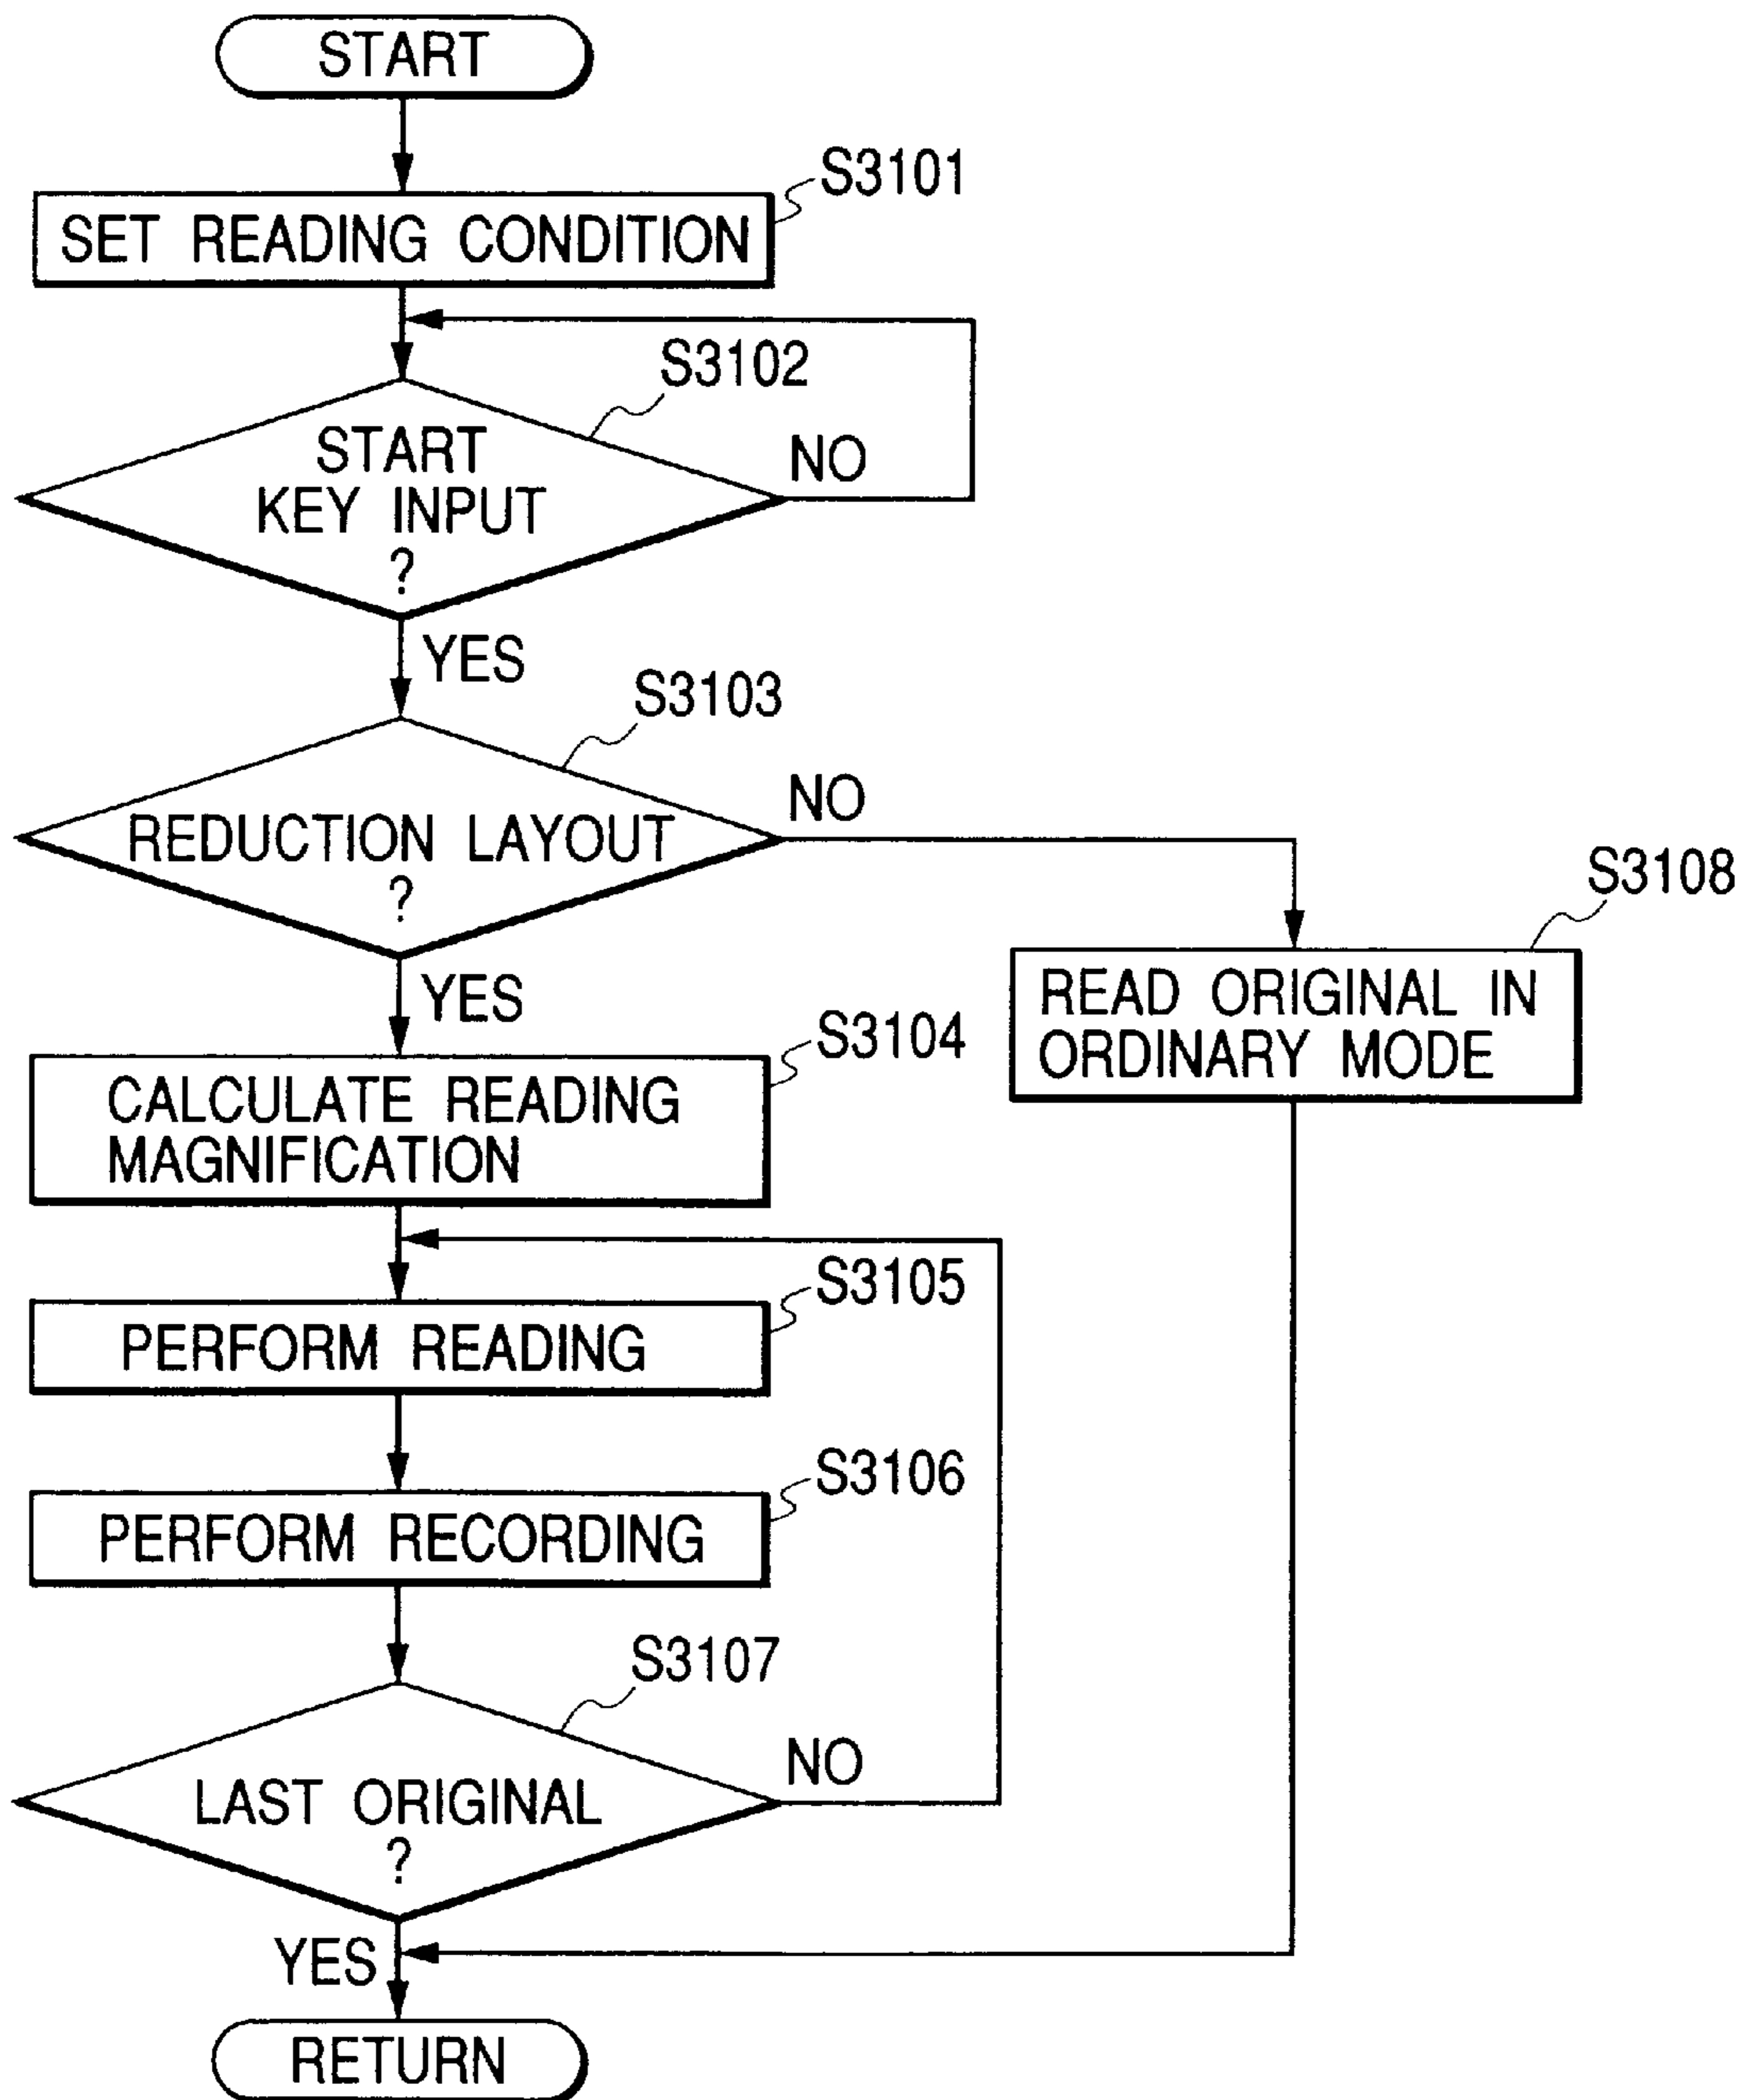 START
S3101
SET READING CONDITION
S3102
START
KEY INPUT
?
NO
YES
S3103
REDUCTION LAYOUT
?
NO
YES
S3108
READ ORIGINAL IN
ORDINARY MODE
S3104
CALCULATE READING
MAGNIFICATION
S3105
PERFORM READING
S3106
PERFORM RECORDING
S3107
LAST ORIGINAL
?
NO
YES
RETURN